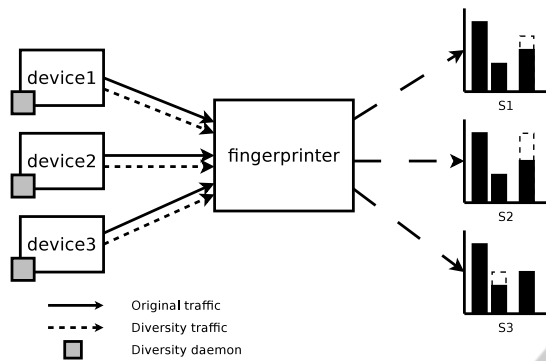 device1
device2
device3
fingerprinter
S1
S2
S3
Original traffic
Diversity traffic
Diversity daemon